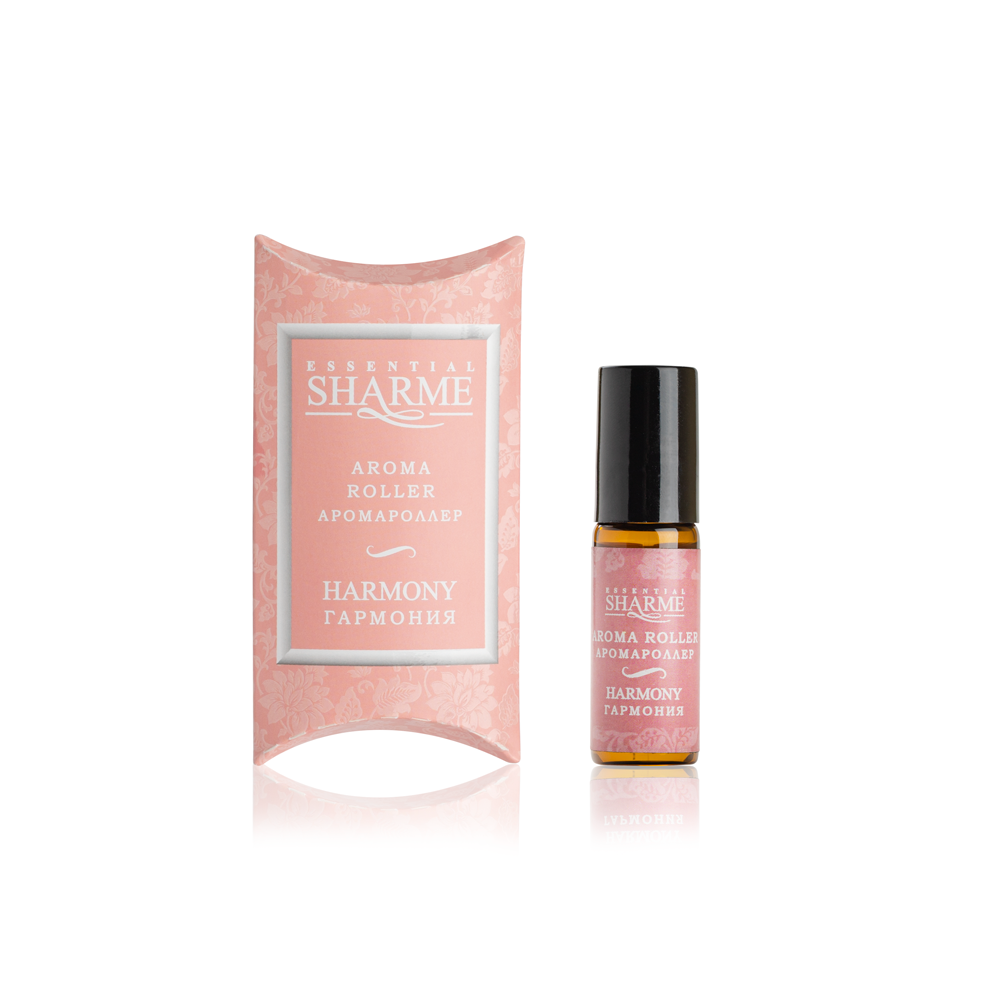 ESSENTIAL
SHARME
AROMA
ROLLER
АРОМАРОЛЛЕР
HARMONY
ГАРМОНИЯ
ESSENTIAL
SHARME
AROMA ROLLER
АРОМАРОЛЛЕР
HARMONY
ГАРМОНИЯ